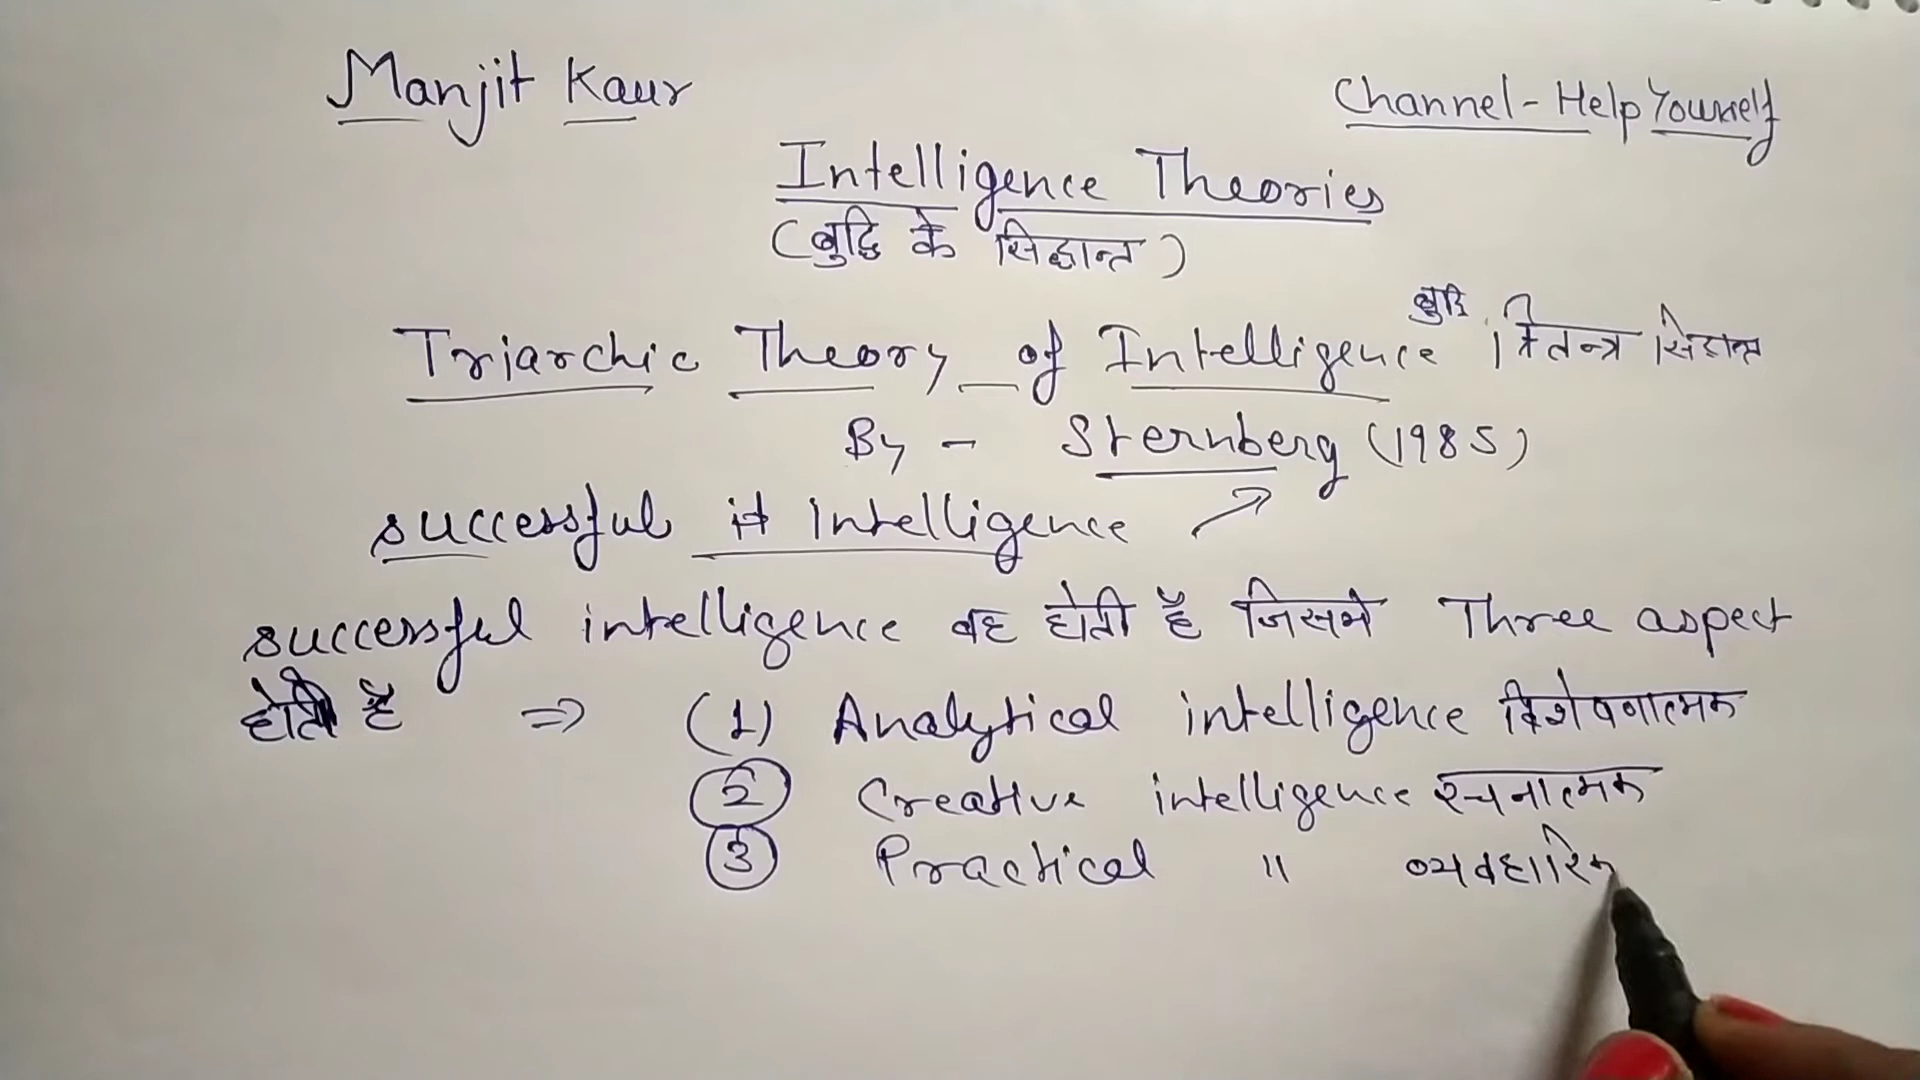 Manjit Kaur
Channel - Help Yourself
Intelligence Theories
(बुद्धि के सिद्धान्त)
Triarchic Theory of Intelligence बुद्धि त्रितन्त्र सिद्धान्त
By - Sternberg (1985)
successful it intelligence
successful intelligence वह होती है जिसमे Three aspect
होती है ⇒ (1) Analytical intelligence विशेषणात्मक
2 Creative intelligence रचनात्मक
3 Practical " व्यवहारिक